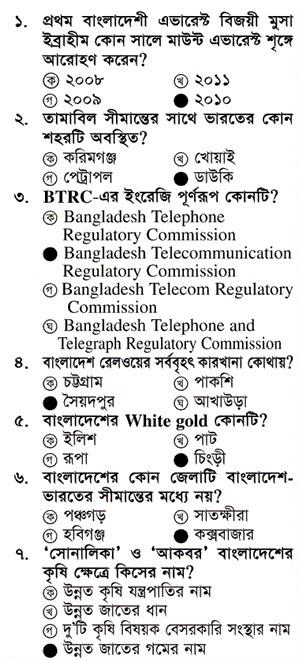 ১. প্রথম বাংলাদেশী এভারেস্ট বিজয়ী মুসা
ইব্রাহীম কোন সালে মাউন্ট এভারেস্ট শৃঙ্গে
আরোহণ করেন?
ক ২০০৮ খ ২০১১
গ ২০০৯ ● ২০১০
২. তামাবিল সীমান্তের সাথে ভারতের কোন
শহরটি অবস্থিত?
ক করিমগঞ্জ খ খোয়াই
গ পেট্রাপল ● ডাউকি
৩. BTRC-এর ইংরেজি পূর্ণরূপ কোনটি?
ক Bangladesh Telephone
Regulatory Commission
● Bangladesh Telecommunication
Regulatory Commission
গ Bangladesh Telecom Regulatory
Commission
ঘ Bangladesh Telephone and
Telegraph Regulatory Commission
৪. বাংলাদেশ রেলওয়ের সর্ববৃহৎ কারখানা কোথায়?
ক চট্টগ্রাম খ পাকশি
● সৈয়দপুর ঘ আখাউড়া
৫. বাংলাদেশের White gold কোনটি?
ক ইলিশ খ পাট
গ রূপা ● চিংড়ী
৬. বাংলাদেশের কোন জেলাটি বাংলাদেশ-
ভারতের সীমান্তের মধ্যে নয়?
ক পঞ্চগড় খ সাতক্ষীরা
গ হবিগঞ্জ ● কক্সবাজার
৭. ‘সোনালিকা’ ও ‘আকবর’ বাংলাদেশের
কৃষি ক্ষেত্রে কিসের নাম?
ক উন্নত কৃষি যন্ত্রপাতির নাম
খ উন্নত জাতের ধান
গ দু’টি কৃষি বিষয়ক বেসরকারি সংস্থার নাম
● উন্নত জাতের গমের নাম